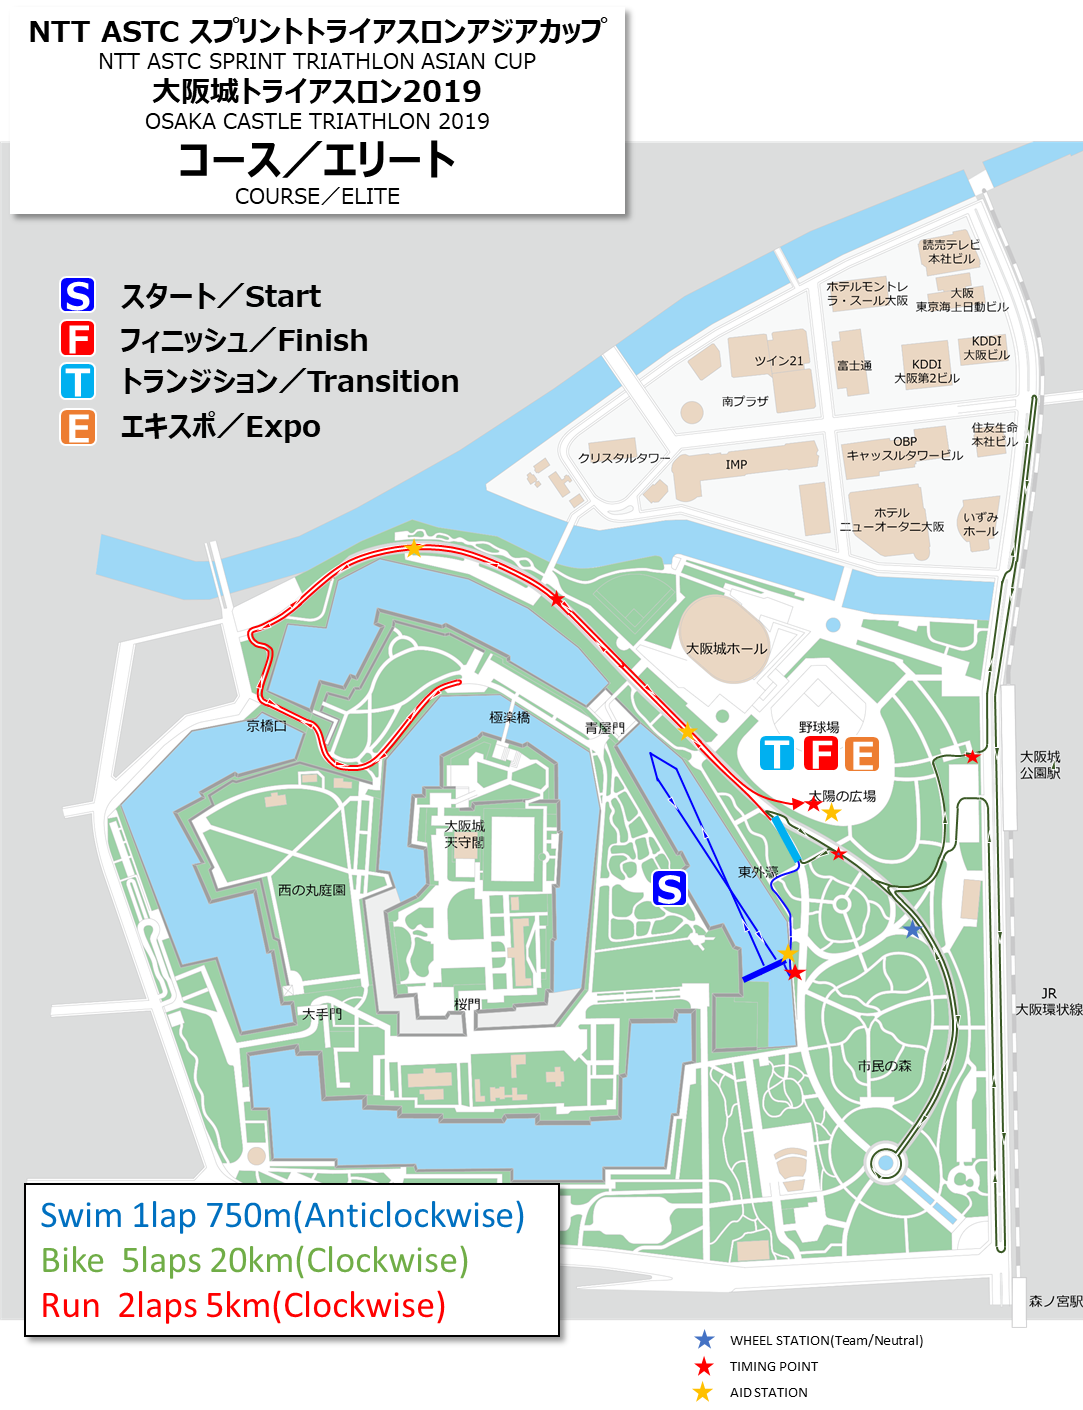 NTT ASTC スプリントトライアスロンアジアカップ
NTT ASTC SPRINT TRIATHLON ASIAN CUP
大阪城トライアスロン2019
OSAKA CASTLE TRIATHLON 2019
コース／エリート
COURSE／ELITE
S スタート／Start
F フィニッシュ／Finish
T トランジション／Transition
E エキスポ／Expo
読売テレビ
本社ビル
ホテルモントレ
ラ・スール大阪
大阪
東京海上日動ビル
KDDI
大阪ビル
ツイン21
富士通
KDDI
大阪第2ビル
南プラザ
住友生命
本社ビル
OBP
キャッスルタワービル
クリスタルタワー
IMP
ホテル
ニューオータニ大阪
いずみ
ホール
大阪城ホール
極楽橋
青屋門
京橋口
野球場
T F E
大阪城
公園駅
太陽の広場
大阪城
天守閣
東外濠
S
西の丸庭園
桜門
大手門
JR
大阪環状線
市民の森
森ノ宮駅
Swim 1lap 750m(Anticlockwise)
Bike 5laps 20km(Clockwise)
Run 2laps 5km(Clockwise)
WHEEL STATION(Team/Neutral)
TIMING POINT
AID STATION